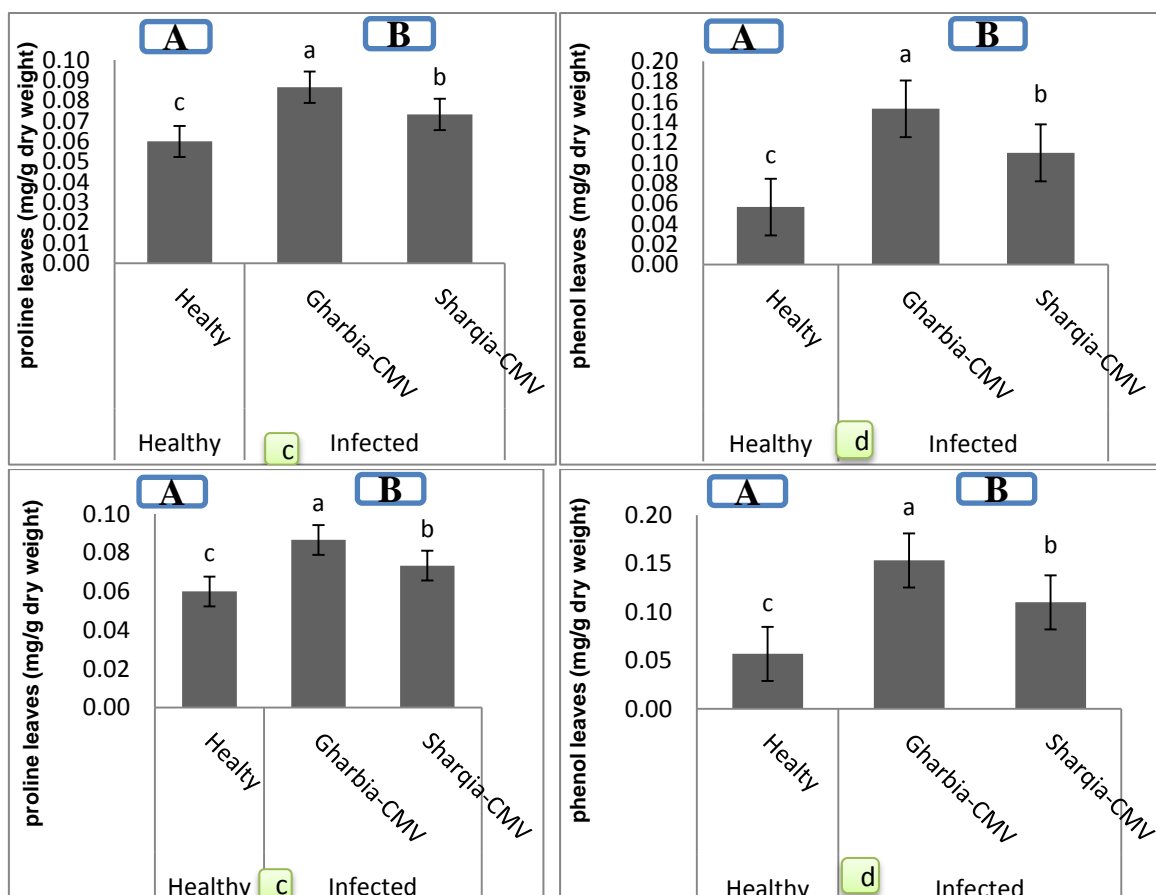 A B
proline leaves (mg/g dry weight)
0.10
0.09
0.08
0.07
0.06
0.05
0.04
0.03
0.02
0.01
0.00
c
a
b
Healty
Gharbia-CMV
Sharqia-CMV
Healthy c Infected
A B
phenol leaves (mg/g dry weight)
0.20
0.18
0.16
0.14
0.12
0.10
0.08
0.06
0.04
0.02
0.00
c
a
b
Healty
Gharbia-CMV
Sharqia-CMV
Healthy d Infected
A B
proline leaves (mg/g dry weight)
0.10
0.08
0.06
0.04
0.02
0.00
c
a
b
Healty
Gharbia-CMV
Sharqia-CMV
Healthy c Infected
A B
phenol leaves (mg/g dry weight)
0.20
0.15
0.10
0.05
0.00
c
a
b
Healty
Gharbia-CMV
Sharqia-CMV
Healthy d Infected